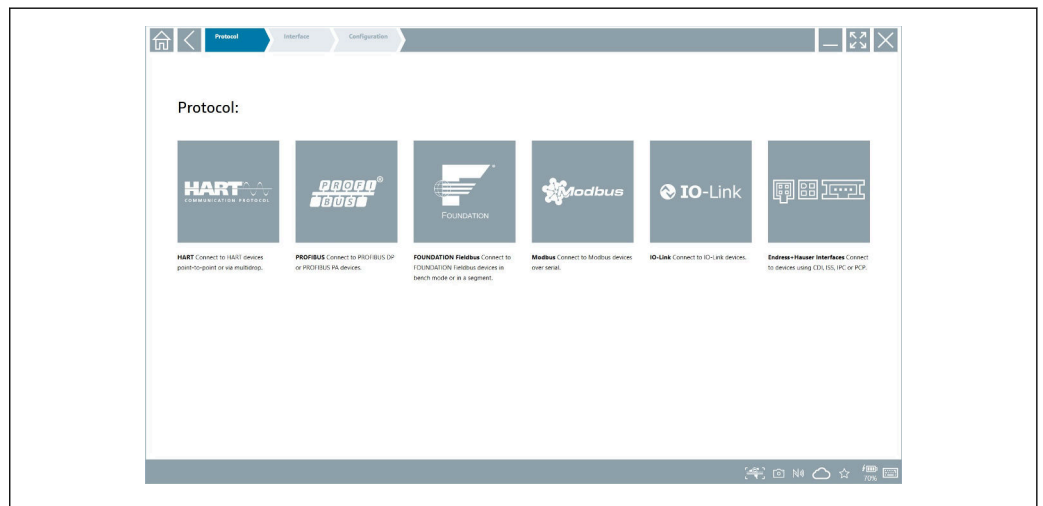 Protocol
Interface
Configuration
Protocol:
HART
COMMUNICATION PROTOCOL
PROFI
BUS
®
FOUNDATION
Modbus
IO-Link
HART Connect to HART devices
point-to-point or via multidrop.
PROFIBUS Connect to PROFIBUS DP
or PROFIBUS PA devices.
FOUNDATION Fieldbus Connect to
FOUNDATION Fieldbus devices in
bench mode or in a segment.
Modbus Connect to Modbus devices
over serial.
IO-Link Connect to IO-Link devices.
Endress+Hauser Interfaces Connect
to devices using CDI, ISS, IPC or PCP.
70%